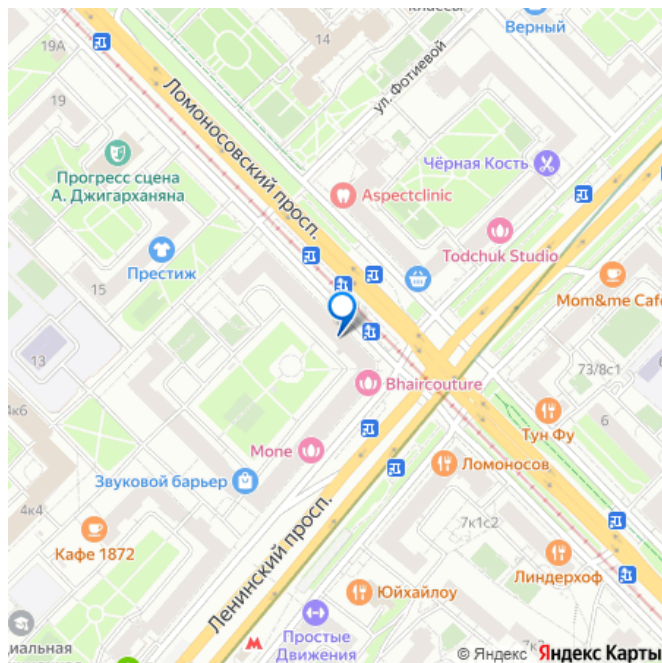 классы
Верный
14
19А
ул. Фотиевой
19
Ломоносовский просп.
Прогресс сцена
А. Джигарханяна
Чёрная Кость
Aspectclinic
Todchuk Studio
Престиж
15
Mom&me Cafe
13
73/8с1
Bhaircouture
4к6
6
Тун Фу
Mone
Ломоносов
Звуковой барьер
4к4
7к1с2
Кафе 1872
Ленинский просп.
Линдерхоф
Юйхайлоу
Простые
Движения
© Яндекс Яндекс Карты